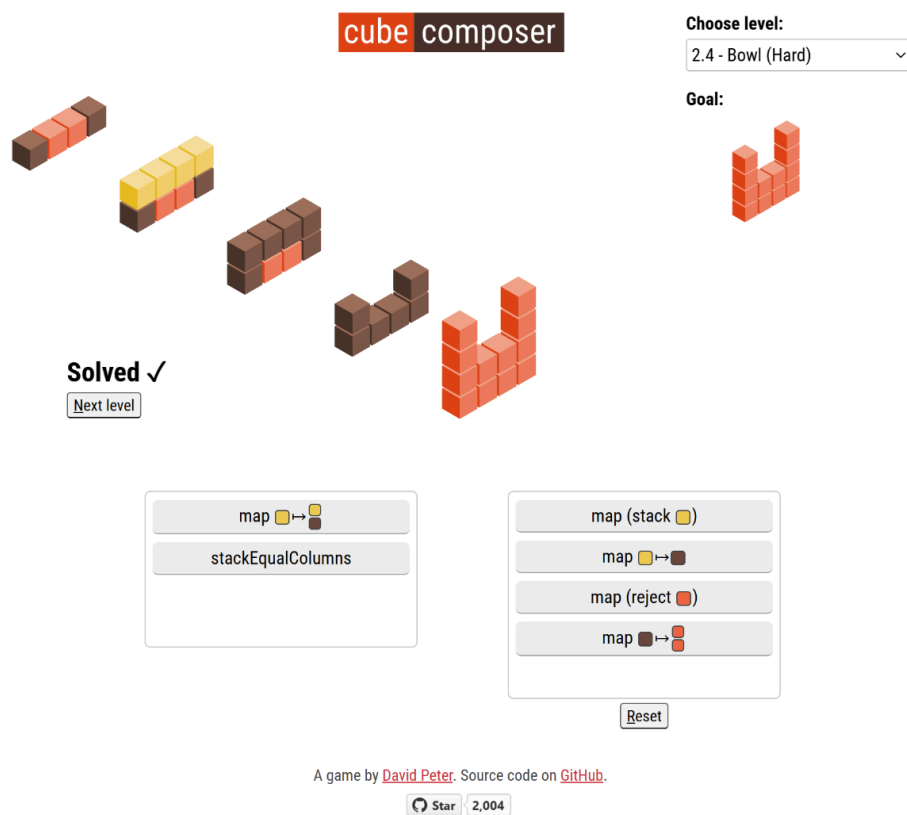 cube composer
Choose level:
2.4 - Bowl (Hard)
Goal:
Solved ✓
Next level
map ↦
stackEqualColumns
map (stack )
map ↦
map (reject )
map ↦
Reset
A game by David Peter. Source code on GitHub.
Star 2,004